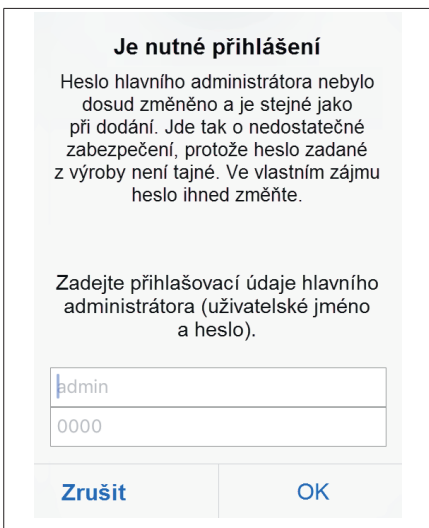 Je nutné přihlášení
Heslo hlavního administrátora nebylo
dosud změněno a je stejné jako
při dodání. Jde tak o nedostatečné
zabezpečení, protože heslo zadané
z výroby není tajné. Ve vlastním zájmu
heslo ihned změňte.
Zadejte přihlašovací údaje hlavního
administrátora (uživatelské jméno
a heslo).
admin
0000
Zrušit OK